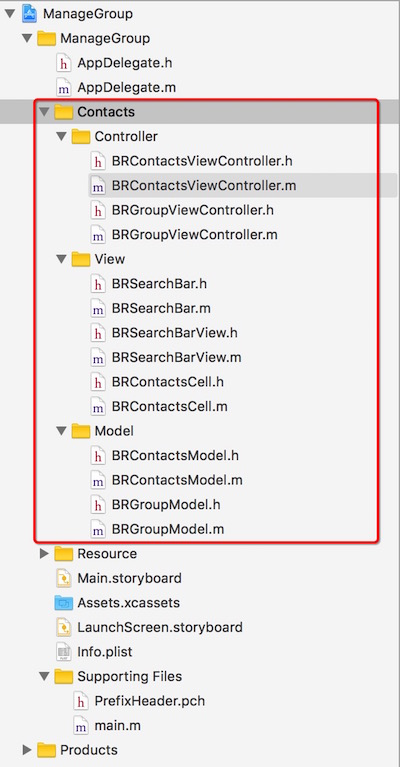 ManageGroup
ManageGroup
h AppDelegate.h
m AppDelegate.m
Contacts
Controller
h BRContactsViewController.h
m BRContactsViewController.m
h BRGroupViewController.h
m BRGroupViewController.m
View
h BRSearchBar.h
m BRSearchBar.m
h BRSearchBarView.h
m BRSearchBarView.m
h BRContactsCell.h
m BRContactsCell.m
Model
h BRContactsModel.h
m BRContactsModel.m
h BRGroupModel.h
m BRGroupModel.m
Resource
Main.storyboard
Assets.xcassets
LaunchScreen.storyboard
Info.plist
Supporting Files
h PrefixHeader.pch
m main.m
Products